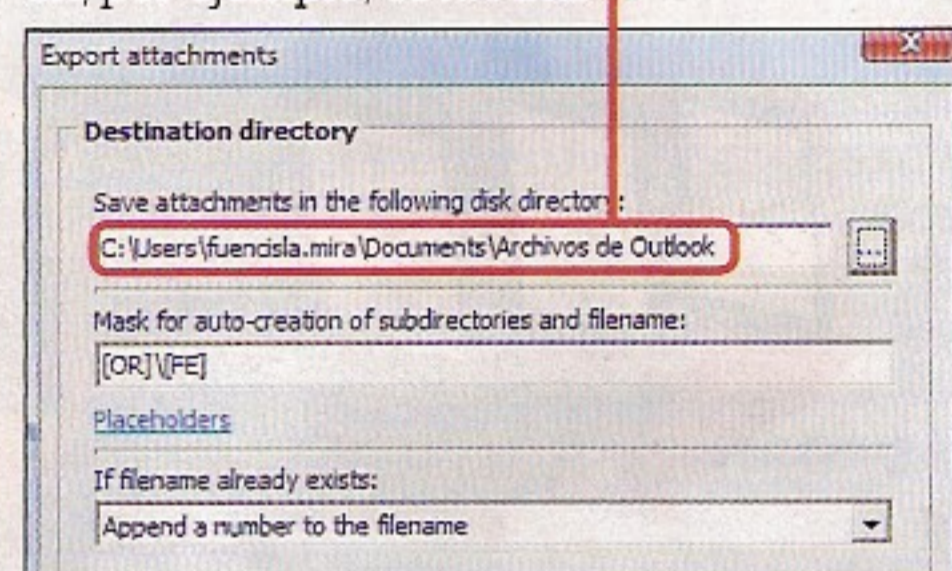 Export attachments
Destination directory
Save attachments in the following disk directory:
C:\Users\fuencisla.mira\Documents\Archivos de Outlook
...
Mask for auto-creation of subdirectories and filename:
[OR]\[FE]
Placeholders
If filename already exists:
Append a number to the filename